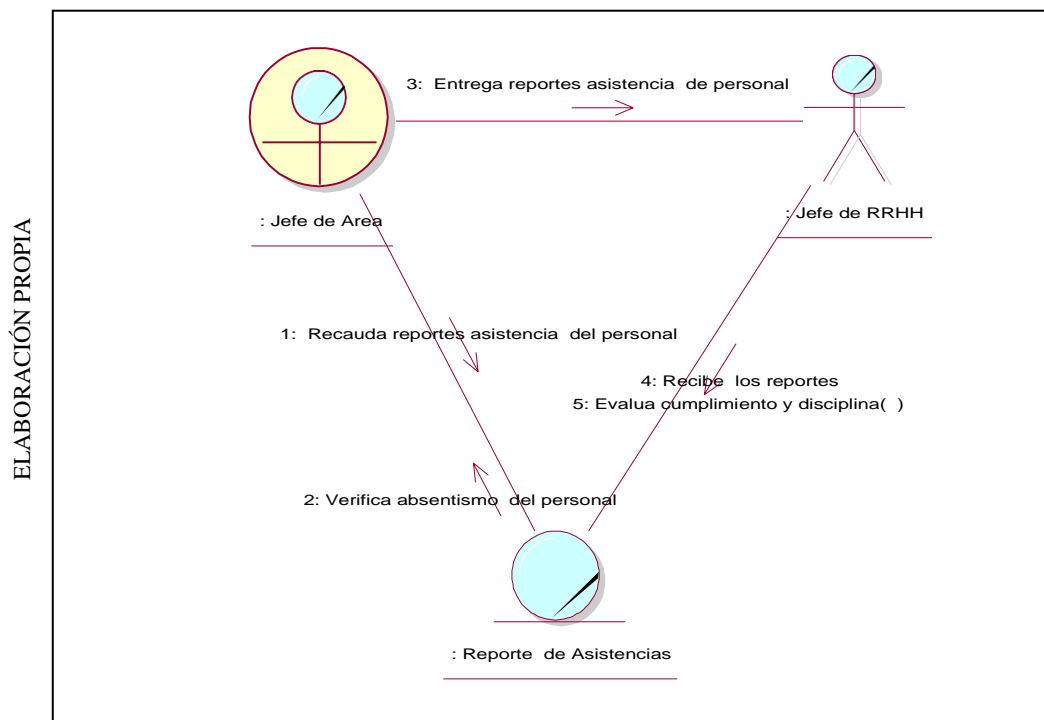 3: Entrega reportes asistencia de personal
: Jefe de Area
: Jefe de RRHH
1: Recauda reportes asistencia del personal
4: Recibe los reportes
5: Evalua cumplimiento y disciplina( )
2: Verifica absentismo del personal
: Reporte de Asistencias
ELABORACIÓN PROPIA